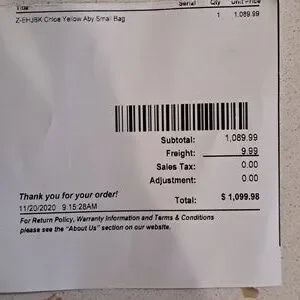 Title Serial Qty Unit Price
Z-EHJBK Chloe Yellow Aby Small Bag 1 1,089.99
Subtotal: 1,089.99
Freight: 9.99
Sales Tax: 0.00
Adjustment: 0.00
Thank you for your order!
11/20/2020 9:15:28AM Total: $ 1,099.98
For Return Policy, Warranty Information and Terms & Conditions
please see the "About Us" section on our website.